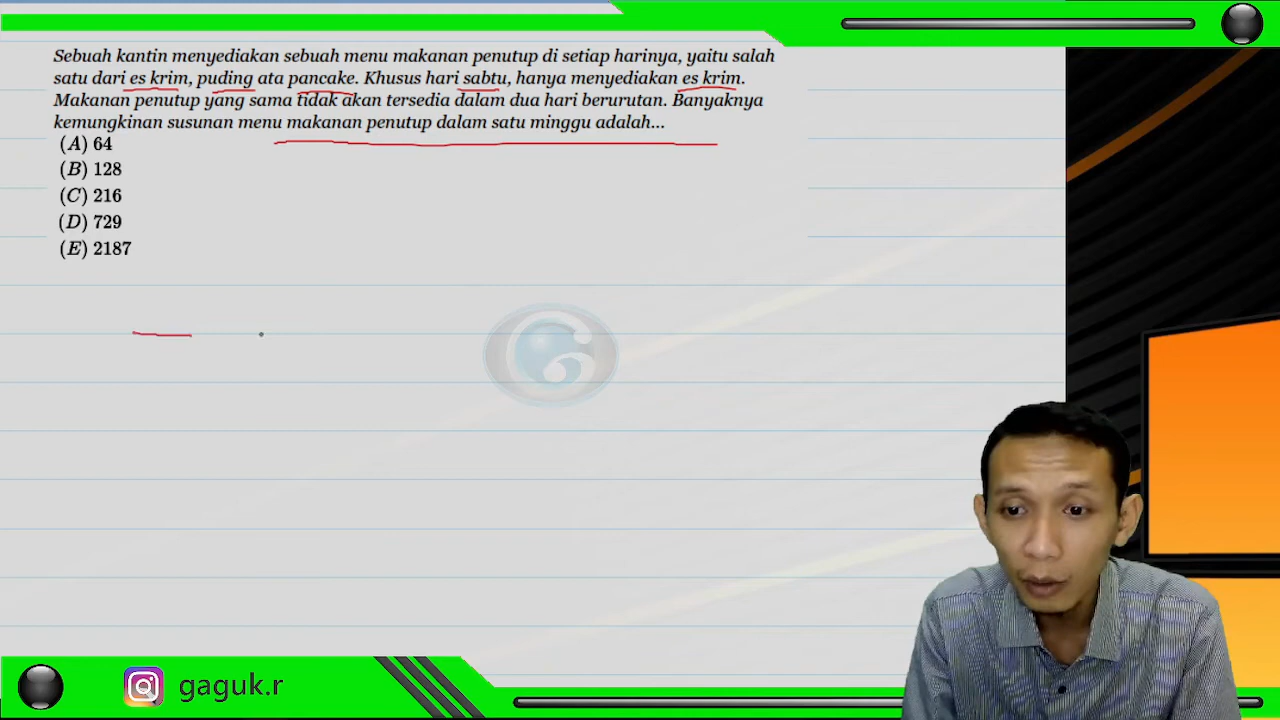 Sebuah kantin menyediakan sebuah menu makanan penutup di setiap harinya, yaitu salah
satu dari es krim, puding ata pancake. Khusus hari sabtu, hanya menyediakan es krim.
Makanan penutup yang sama tidak akan tersedia dalam dua hari berurutan. Banyaknya
kemungkinan susunan menu makanan penutup dalam satu minggu adalah...
(A) 64
(B) 128
(C) 216
(D) 729
(E) 2187
gaguk.r